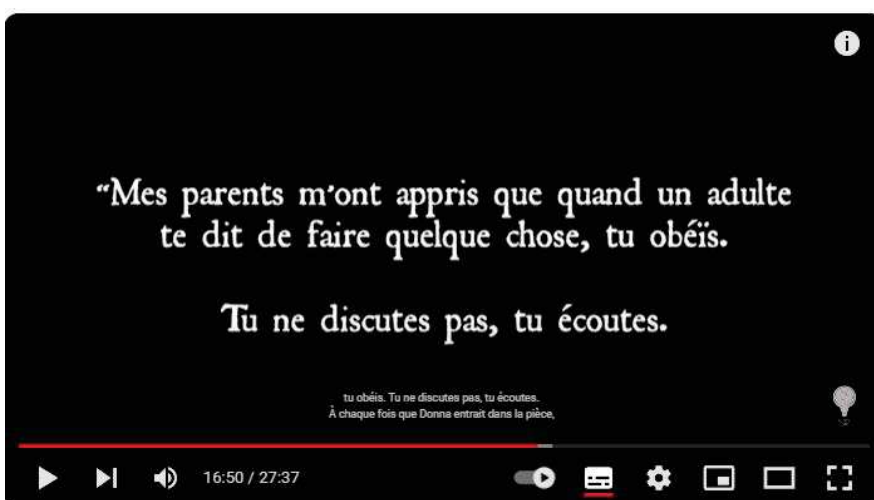 “Mes parents m'ont appris que quand un adulte
te dit de faire quelque chose, tu obéïs.
Tu ne discutes pas, tu écoutes.
tu obéis. Tu ne discutes pas, tu écoutes.
À chaque fois que Donna entrait dans la pièce,
16:50 / 27:37